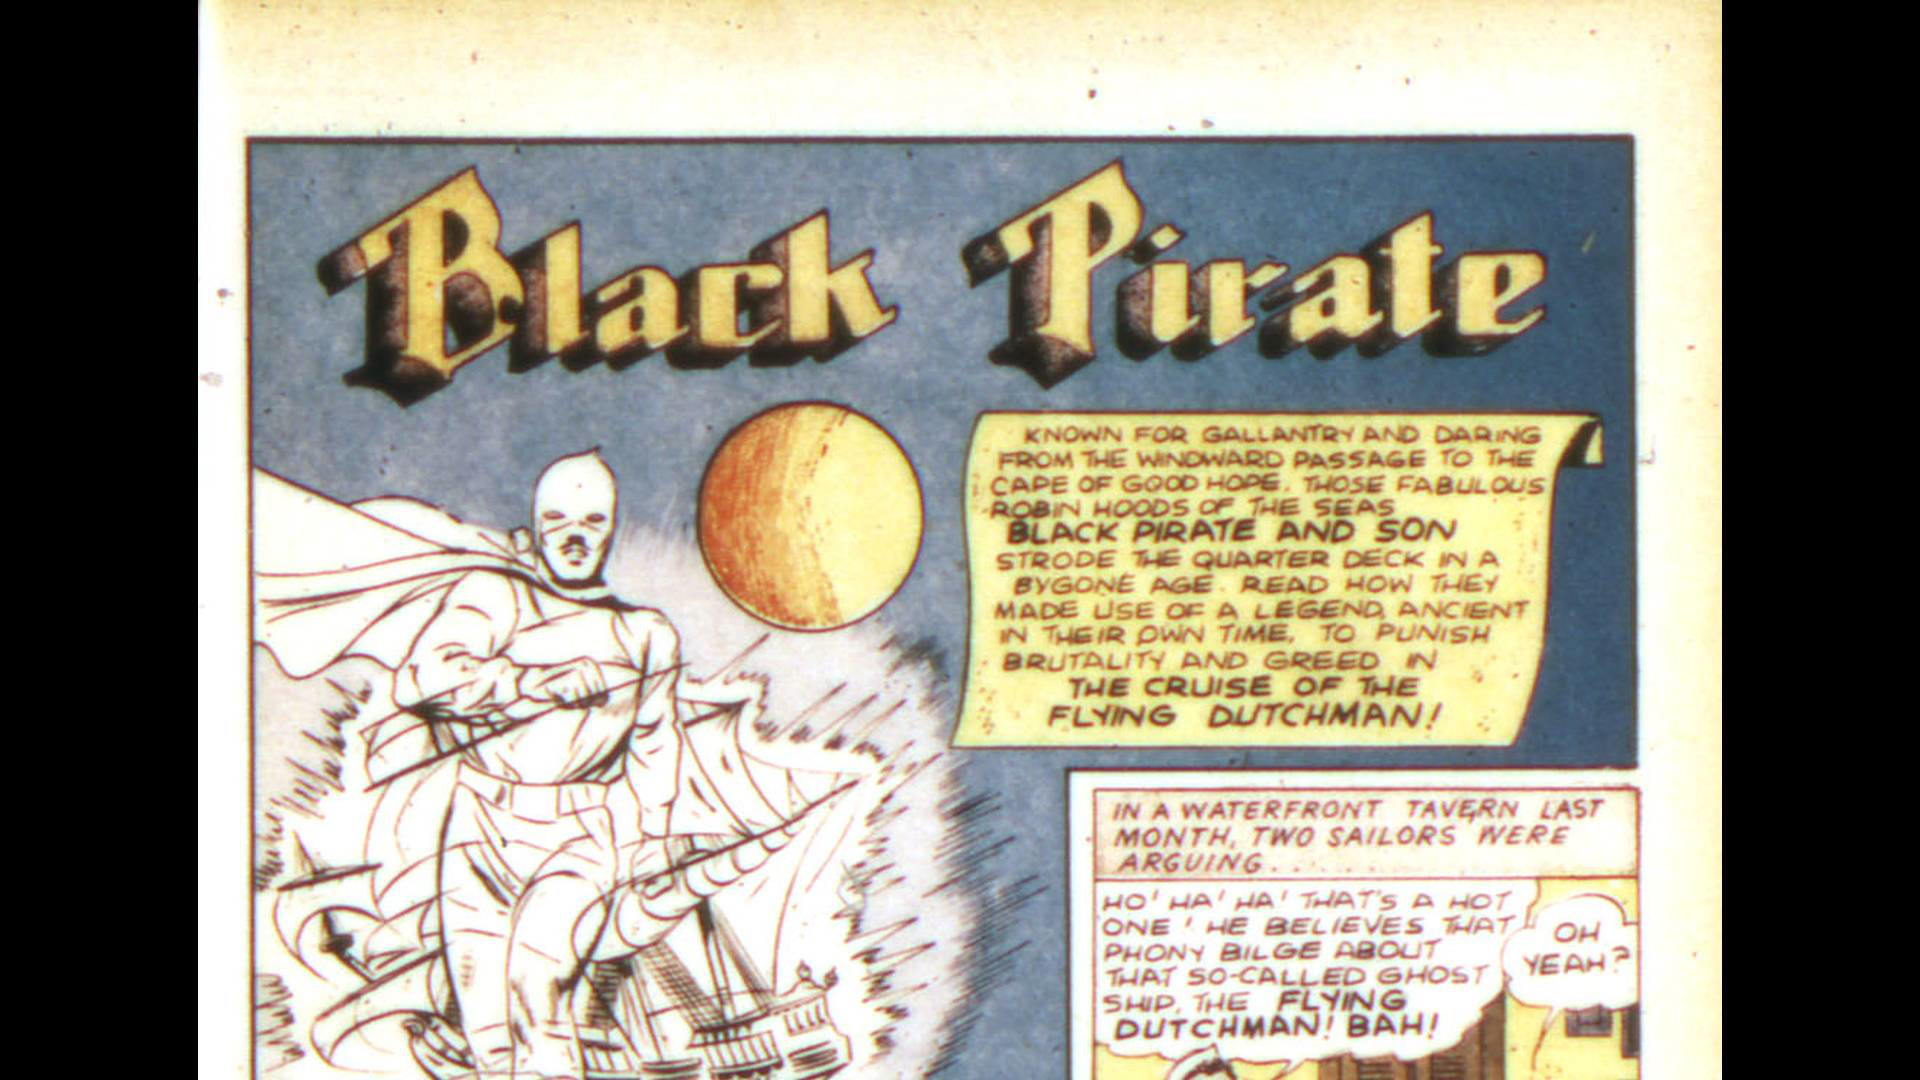 Black Pirate
KNOWN FOR GALLANTRY AND DARING
FROM THE WINDWARD PASSAGE TO THE
CAPE OF GOOD HOPE. THOSE FABULOUS
ROBIN HOODS OF THE SEAS
BLACK PIRATE AND SON
STRODE THE QUARTER DECK IN A
BYGONE AGE. READ HOW THEY
MADE USE OF A LEGEND, ANCIENT
IN THEIR OWN TIME, TO PUNISH
BRUTALITY AND GREED IN
THE CRUISE OF THE
FLYING DUTCHMAN!
IN A WATERFRONT TAVERN LAST
MONTH, TWO SAILORS WERE
ARGUING......
HO! HA! HA! THAT'S A HOT
ONE! HE BELIEVES THAT
PHONY BILGE ABOUT
THAT SO-CALLED GHOST
SHIP, THE FLYING
DUTCHMAN! BAH!
OH
YEAH?